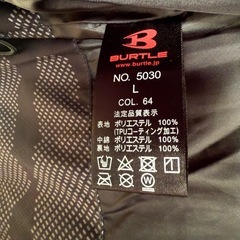 BURTLE
www.burtle.jp
NO. 5030
L
COL. 64
法定品質表示
表地 ポリエステル 100%
(TPUコーティング加工)
中綿 ポリエステル 100%
裏地 ポリエステル 100%